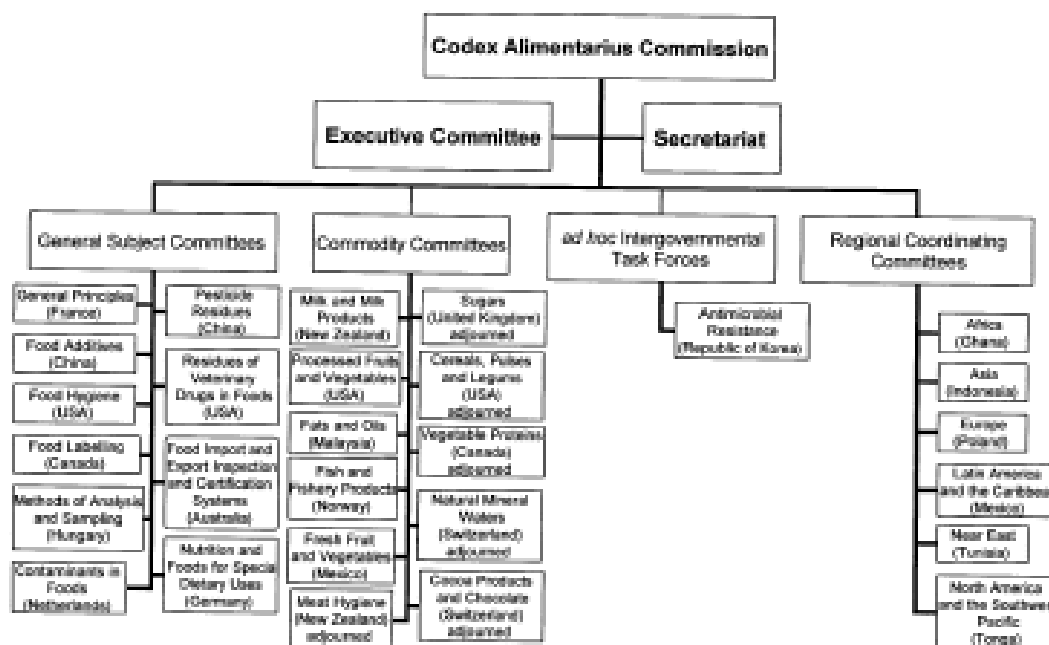 Codex Alimentarius Commission
Executive Committee
Secretariat
General Subject Committees
General Principles
(France)
Food Additives
(China)
Food Hygiene
(USA)
Food Labelling
(Canada)
Methods of Analysis
and Sampling
(Hungary)
Contaminants in
Foods
(Netherlands)
Pesticide
Residues
(China)
Residues of
Veterinary
Drugs in Foods
(USA)
Food Import and
Export Inspection
and Certification
Systems
(Australia)
Nutrition and
Foods for Special
Dietary Uses
(Germany)
Commodity Committees
Milk and Milk
Products
(New Zealand)
Processed Fruits
and Vegetables
(USA)
Fats and Oils
(Malaysia)
Fish and
Fishery Products
(Norway)
Fresh Fruit
and Vegetables
(Mexico)
Meat Hygiene
(New Zealand)
adjourned
Sugars
(United Kingdom)
adjourned
Cereals, Pulses
and Legums
(USA)
adjourned
Vegetable Proteins
(Canada)
adjourned
Natural Mineral
Waters
(Switzerland)
adjourned
Cocoa Products
and Chocolate
(Switzerland)
adjourned
ad hoc Intergovernmental
Task Forces
Antimicrobial
Resistance
(Republic of Korea)
Regional Coordinating
Committees
Africa
(Ghana)
Asia
(Indonesia)
Europe
(Poland)
Latin America
and the Caribbean
(Mexico)
Near East
(Tunisia)
North America
and the Southwest
Pacific
(Tonga)